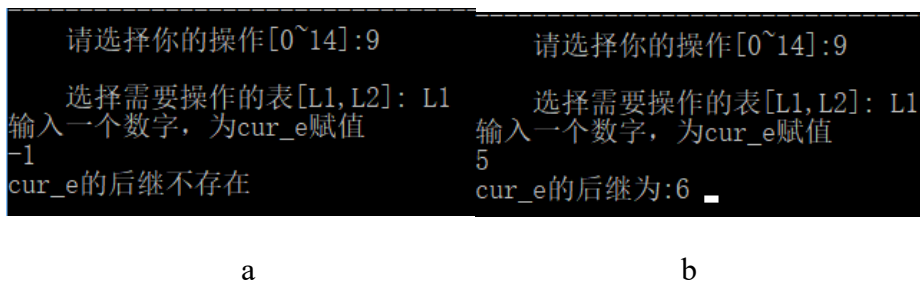 请选择你的操作[0~14]:9
选择需要操作的表[L1,L2]: L1
输入一个数字，为cur_e赋值
-1
cur_e的后继不存在
请选择你的操作[0~14]:9
选择需要操作的表[L1,L2]: L1
输入一个数字，为cur_e赋值
5
cur_e的后继为:6
a
b